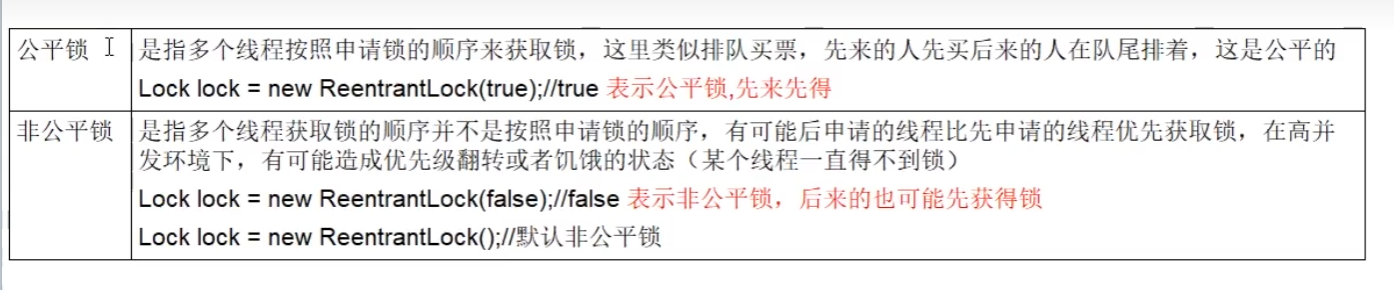 公平锁
是指多个线程按照申请锁的顺序来获取锁，这里类似排队买票，先来的人先买后来的人在队尾排着，这是公平的
Lock lock = new ReentrantLock(true);//true 表示公平锁,先来先得
非公平锁
是指多个线程获取锁的顺序并不是按照申请锁的顺序，有可能后申请的线程比先申请的线程优先获取锁，在高并
发环境下，有可能造成优先级翻转或者饥饿的状态（某个线程一直得不到锁）
Lock lock = new ReentrantLock(false);//false 表示非公平锁，后来的也可能先获得锁
Lock lock = new ReentrantLock();//默认非公平锁